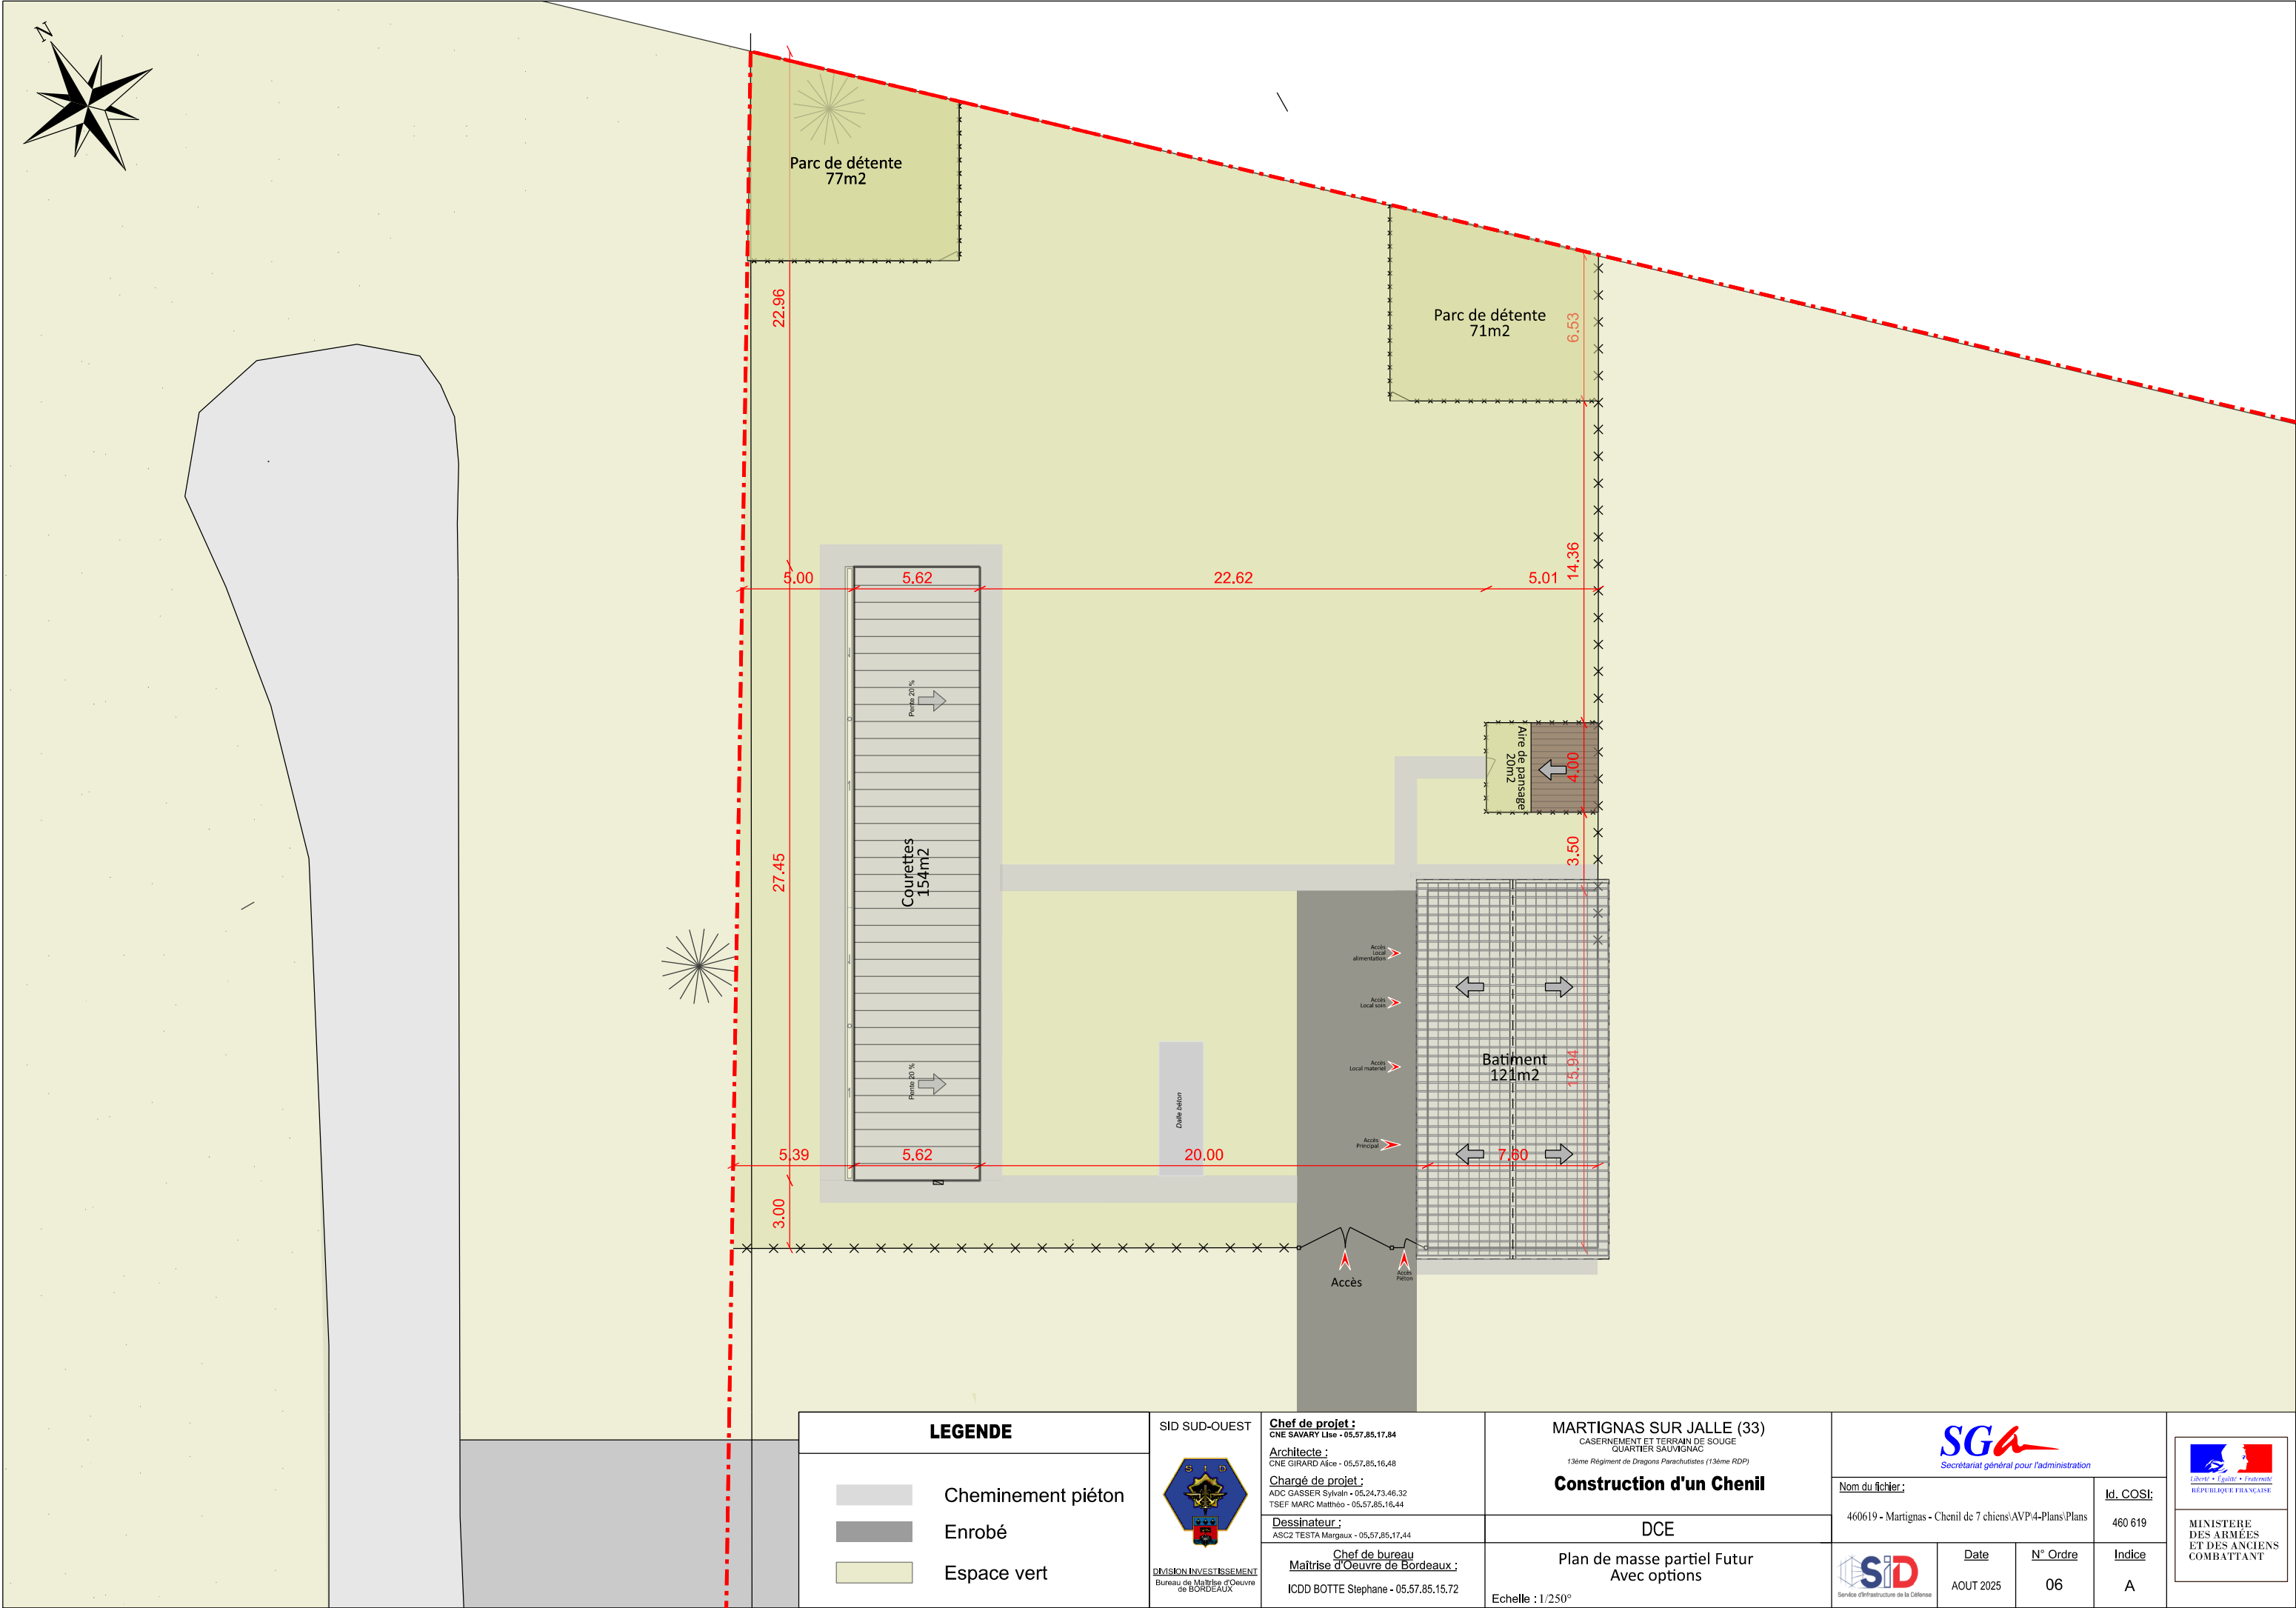 N
Parc de détente
77m2
22.96
Parc de détente
71m2
6.53
14.36
5.00
5.62
22.62
5.01
Pente 20 %
Aire de pansage
20m2
4.00
3.50
27.45
Courettes
154m2
Accès
Local
alimentation
Accès
Local soin
Accès
Local materiel
Accès
Principal
Batiment
121m2
15.94
Pente 20 %
Dalle béton
5.39
5.62
20.00
7.60
3.00
Accès
Accès
Piéton
LEGENDE
Cheminement piéton
Enrobé
Espace vert
SID SUD-OUEST
S I D
DIVISION INVESTISSEMENT
Bureau de Maîtrise d'Oeuvre
de BORDEAUX
Chef de projet :
CNE SAVARY Lise - 05.57.85.17.84
Architecte :
CNE GIRARD Alice - 05.57.85.16.48
Chargé de projet :
ADC GASSER Sylvain - 05.24.73.46.32
TSEF MARC Matthéo - 05.57.85.16.44
Dessinateur :
ASC2 TESTA Margaux - 05.57.85.17.44
Chef de bureau
Maîtrise d'Oeuvre de Bordeaux :
ICDD BOTTE Stephane - 05.57.85.15.72
MARTIGNAS SUR JALLE (33)
CASERNEMENT ET TERRAIN DE SOUGE
QUARTIER SAUVIGNAC
13ème Régiment de Dragons Parachutistes (13ème RDP)
Construction d'un Chenil
DCE
Plan de masse partiel Futur
Avec options
Echelle : 1/250°
SGa
Secrétariat général pour l'administration
Nom du fichier :
460619 - Martignas - Chenil de 7 chiens\AVP\4-Plans\Plans
Id. COSI:
460 619
SiD
Service d'Infrastructure de la Défense
Date
AOUT 2025
N° Ordre
06
Indice
A
Liberté • Égalité • Fraternité
RÉPUBLIQUE FRANÇAISE
MINISTERE
DES ARMÉES
ET DES ANCIENS
COMBATTANT